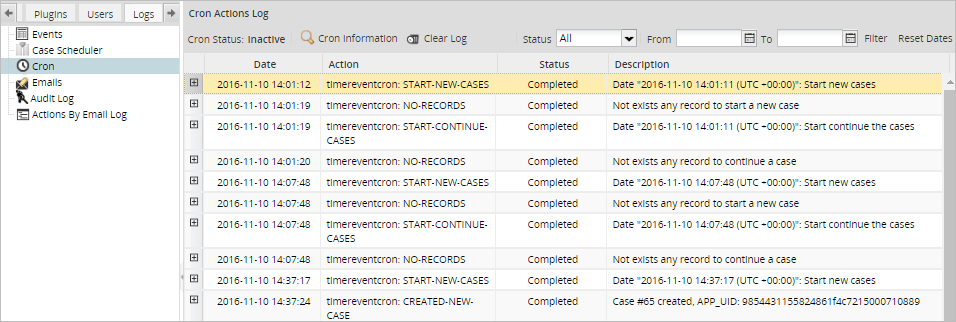 Plugins Users Logs
Events
Case Scheduler
Cron
Emails
Audit Log
Actions By Email Log
Cron Actions Log
Cron Status: Inactive Cron Information Clear Log Status All From To Filter Reset Dates
Date Action Status Description
2016-11-10 14:01:12 timereventcron: START-NEW-CASES Completed Date "2016-11-10 14:01:11 (UTC +00:00)": Start new cases
2016-11-10 14:01:19 timereventcron: NO-RECORDS Completed Not exists any record to start a new case
2016-11-10 14:01:19 timereventcron: START-CONTINUE- Completed Date "2016-11-10 14:01:11 (UTC +00:00)": Start continue the cases
CASES
2016-11-10 14:01:20 timereventcron: NO-RECORDS Completed Not exists any record to continue a case
2016-11-10 14:07:48 timereventcron: START-NEW-CASES Completed Date "2016-11-10 14:07:48 (UTC +00:00)": Start new cases
2016-11-10 14:07:48 timereventcron: NO-RECORDS Completed Not exists any record to start a new case
2016-11-10 14:07:48 timereventcron: START-CONTINUE- Completed Date "2016-11-10 14:07:48 (UTC +00:00)": Start continue the cases
CASES
2016-11-10 14:07:48 timereventcron: NO-RECORDS Completed Not exists any record to continue a case
2016-11-10 14:37:17 timereventcron: START-NEW-CASES Completed Date "2016-11-10 14:37:17 (UTC +00:00)": Start new cases
2016-11-10 14:37:24 timereventcron: CREATED-NEW- Completed Case #65 created, APP_UID: 9854431155824861f4c7215000710889
CASE